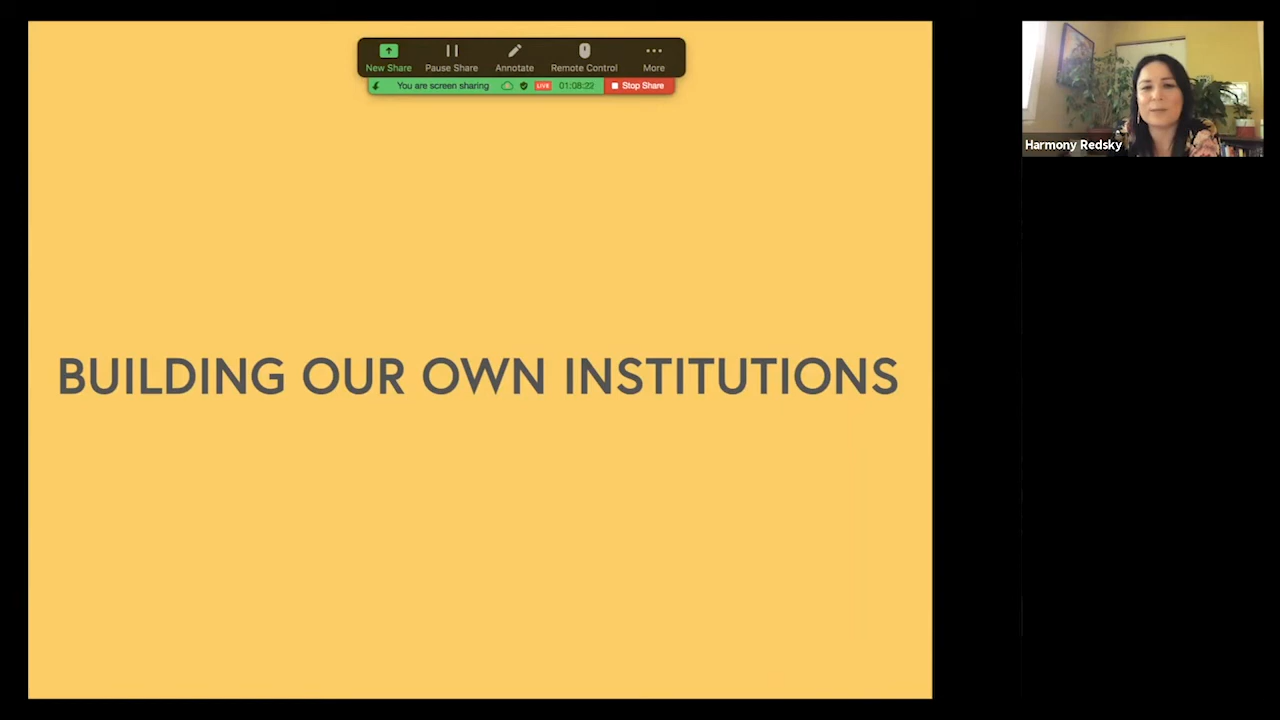 New Share
Pause Share
Annotate
Remote Control
More
You are screen sharing
LIVE
01:08:22
Stop Share
Harmony Redsky
BUILDING OUR OWN INSTITUTIONS